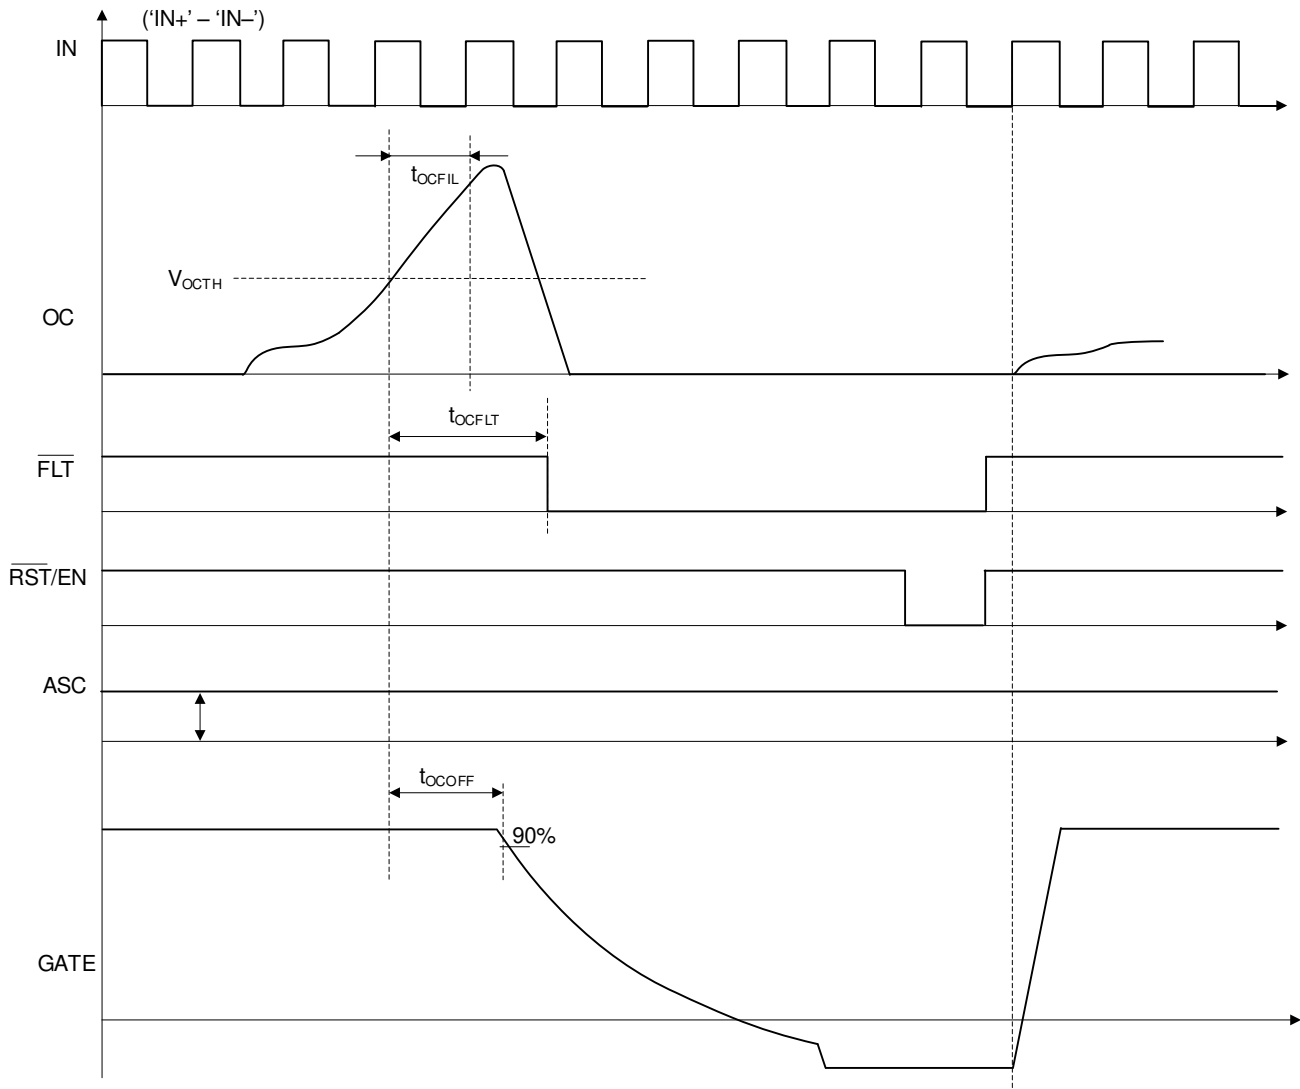 ('IN+' – 'IN–')
IN
tOCFIL
VOCTH
OC
tOCFLT
FLT
RST/EN
ASC
tOCOFF
90%
GATE